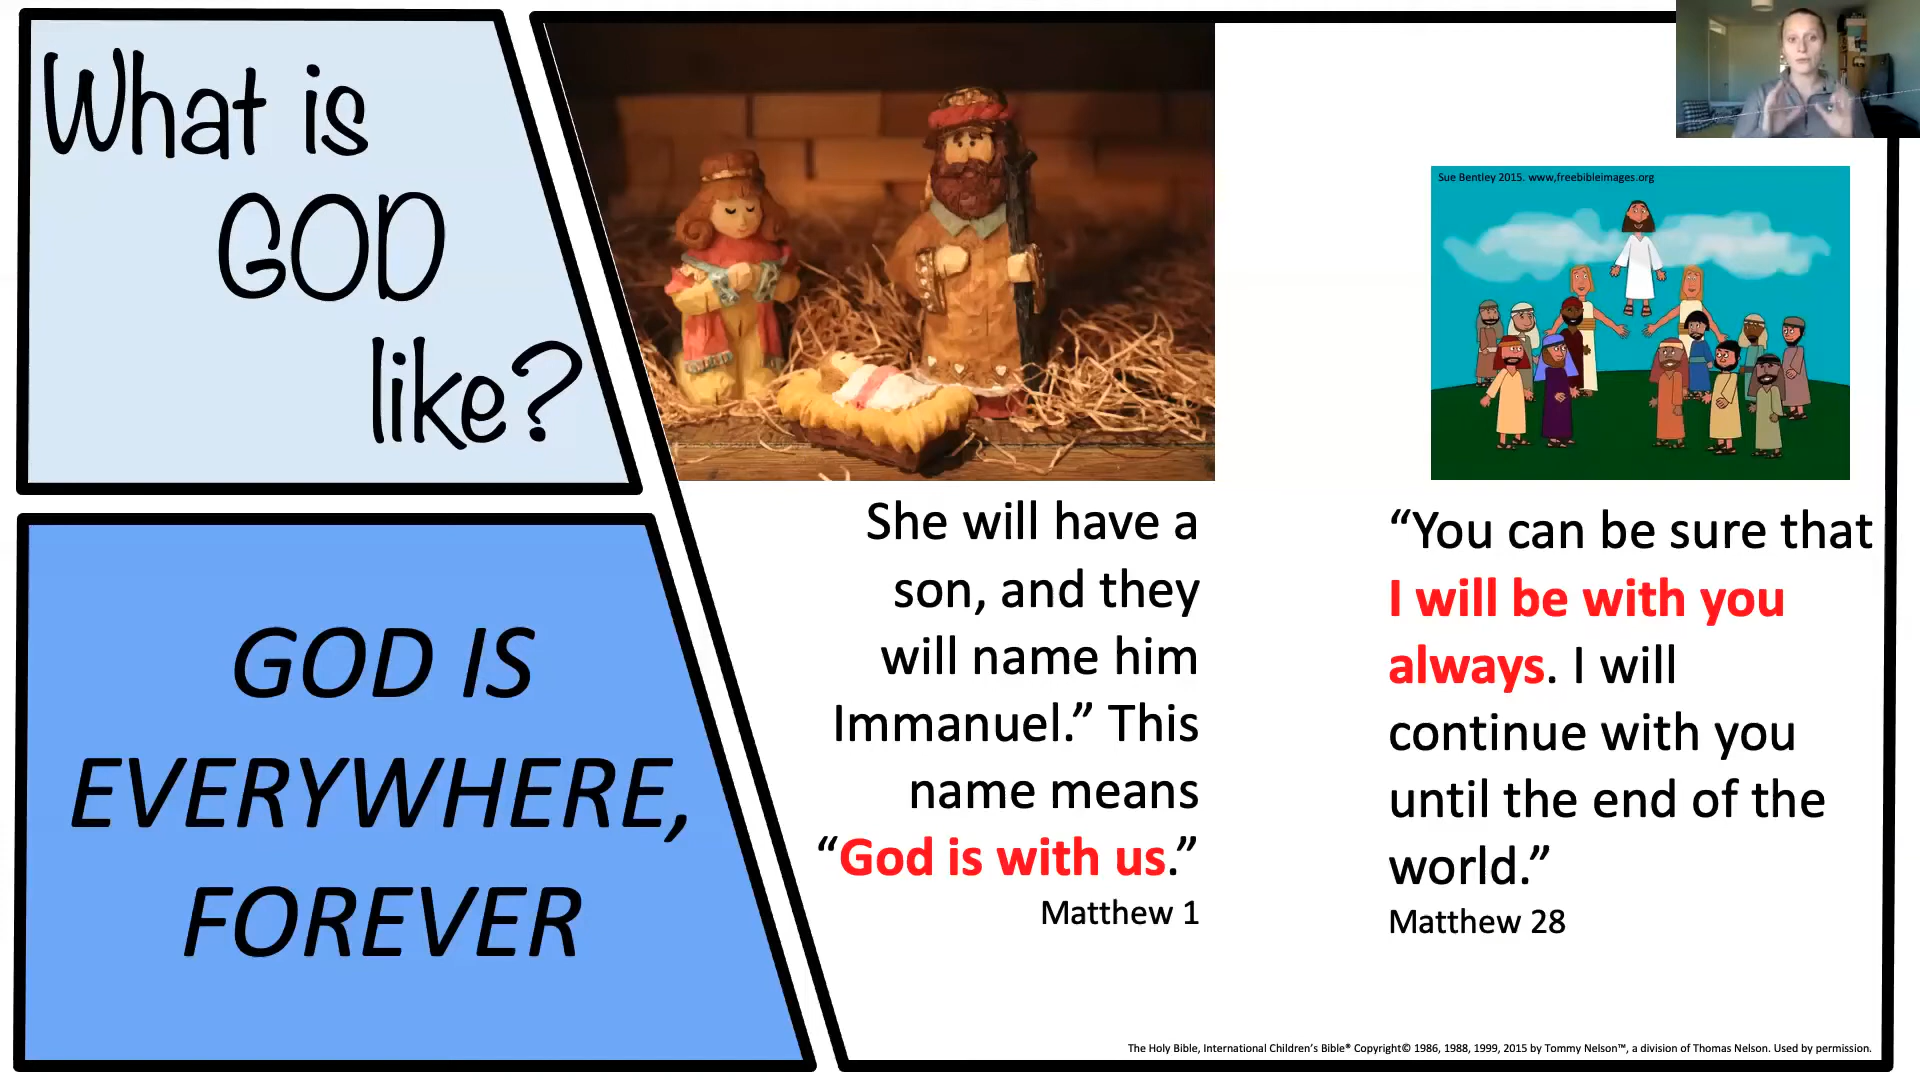 What is
GOD
like?
GOD IS
EVERYWHERE,
FOREVER
She will have a
son, and they
will name him
Immanuel.” This
name means
“God is with us.”
Matthew 1
Sue Bentley 2015. www,freebibleimages.org
“You can be sure that
I will be with you
always. I will
continue with you
until the end of the
world.”
Matthew 28
The Holy Bible, International Children’s Bible® Copyright© 1986, 1988, 1999, 2015 by Tommy Nelson™, a division of Thomas Nelson. Used by permission.